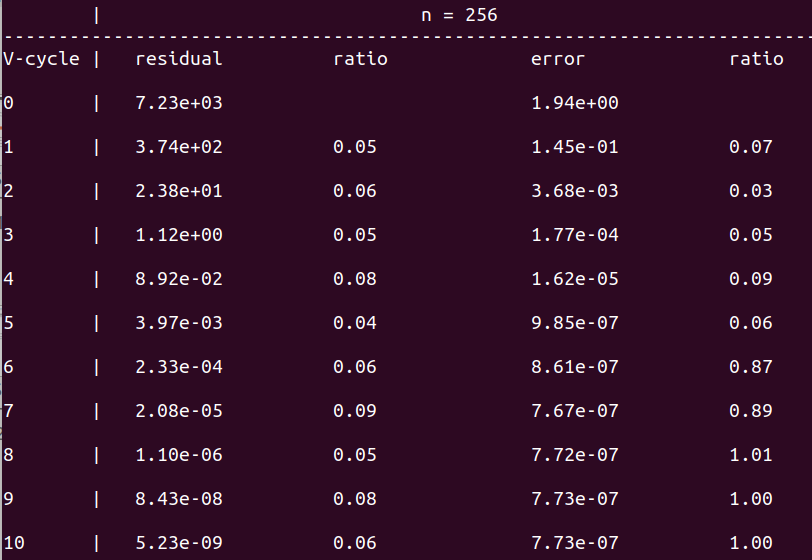 | n = 256
--------------------------------------------------------------------------
V-cycle | residual ratio error ratio
0 | 7.23e+03 1.94e+00
1 | 3.74e+02 0.05 1.45e-01 0.07
2 | 2.38e+01 0.06 3.68e-03 0.03
3 | 1.12e+00 0.05 1.77e-04 0.05
4 | 8.92e-02 0.08 1.62e-05 0.09
5 | 3.97e-03 0.04 9.85e-07 0.06
6 | 2.33e-04 0.06 8.61e-07 0.87
7 | 2.08e-05 0.09 7.67e-07 0.89
8 | 1.10e-06 0.05 7.72e-07 1.01
9 | 8.43e-08 0.08 7.73e-07 1.00
10 | 5.23e-09 0.06 7.73e-07 1.00